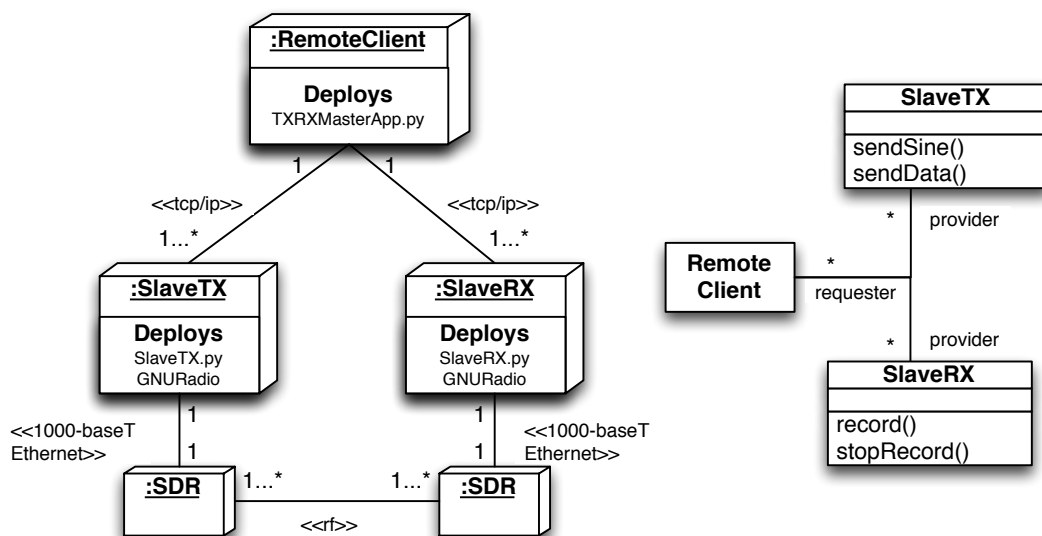 :RemoteClient
Deploys
TXRXMasterApp.py
1
1
<<tcp/ip>>
<<tcp/ip>>
1...*
1...*
:SlaveTX
Deploys
SlaveTX.py
GNURadio
:SlaveRX
Deploys
SlaveRX.py
GNURadio
1
1
<<1000-baseT
Ethernet>>
<<1000-baseT
Ethernet>>
1
1
:SDR
1...*
1...*
:SDR
<<rf>>
SlaveTX
sendSine()
sendData()
*
provider
Remote
Client
*
requester
*
provider
SlaveRX
record()
stopRecord()